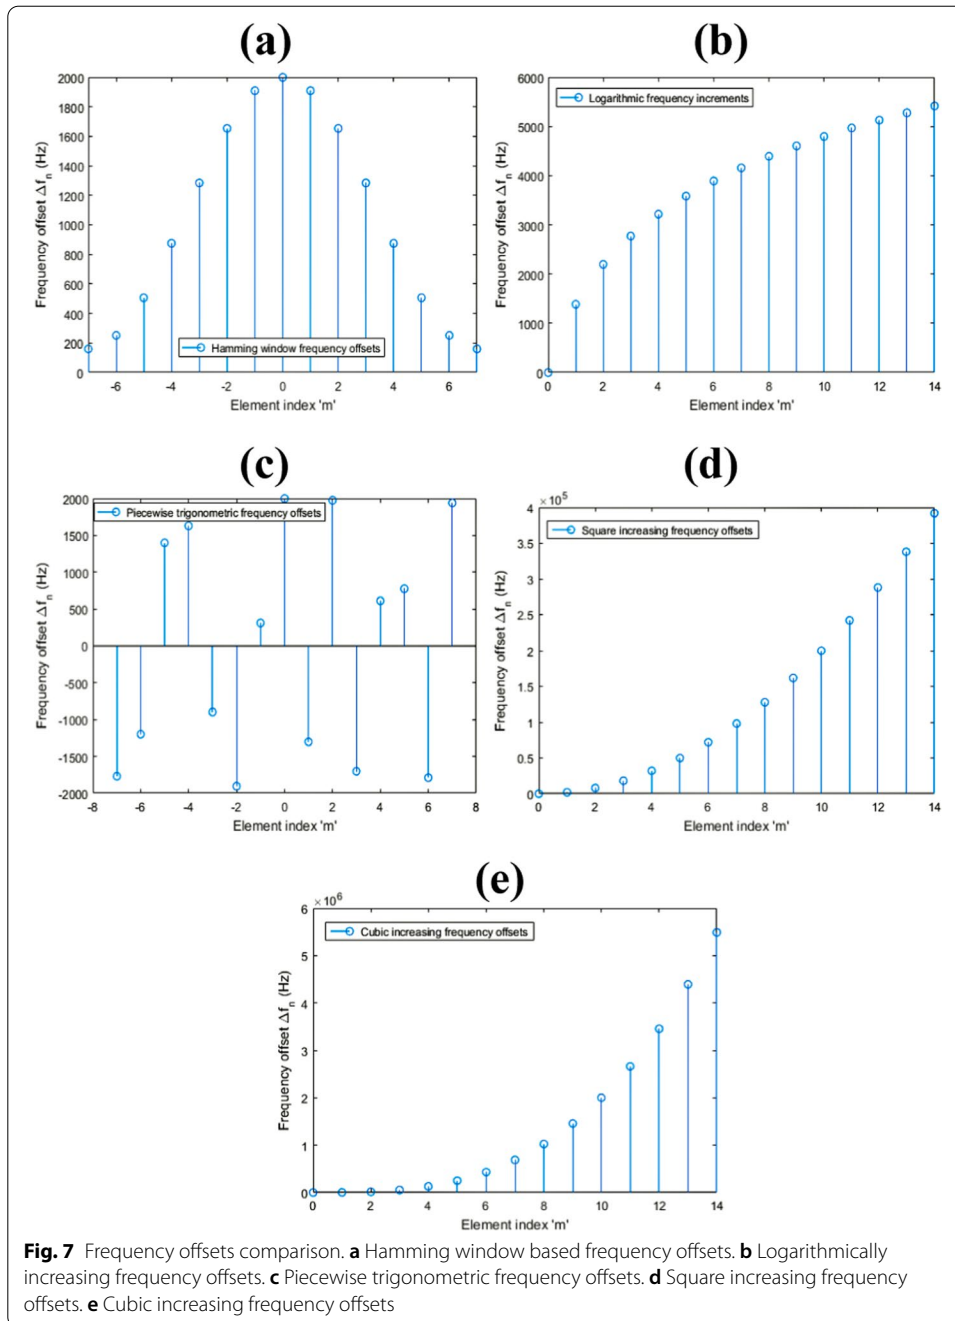 (a)
2000
1800
1600
1400
1200
1000
800
600
400
200
0
Frequency offset Δf_n (Hz)
Hamming window frequency offsets
-6 -4 -2 0 2 4 6
Element index 'm'
(b)
6000
5000
4000
3000
2000
1000
0
Frequency offset Δf_n (Hz)
Logarithmic frequency increments
0 2 4 6 8 10 12 14
Element index 'm'
(c)
2000
1500
1000
500
0
-500
-1000
-1500
-2000
Frequency offset Δf_n (Hz)
Piecewise trigonometric frequency offsets
-8 -6 -4 -2 0 2 4 6 8
Element index 'm'
(d)
×10^5
4
3.5
3
2.5
2
1.5
1
0.5
0
Frequency offset Δf_n (Hz)
Square increasing frequency offsets
0 2 4 6 8 10 12 14
Element index 'm'
(e)
×10^6
6
5
4
3
2
1
0
Frequency offset Δf_n (Hz)
Cubic increasing frequency offsets
0 2 4 6 8 10 12 14
Element index 'm'
Fig. 7 Frequency offsets comparison. a Hamming window based frequency offsets. b Logarithmically
increasing frequency offsets. c Piecewise trigonometric frequency offsets. d Square increasing frequency
offsets. e Cubic increasing frequency offsets